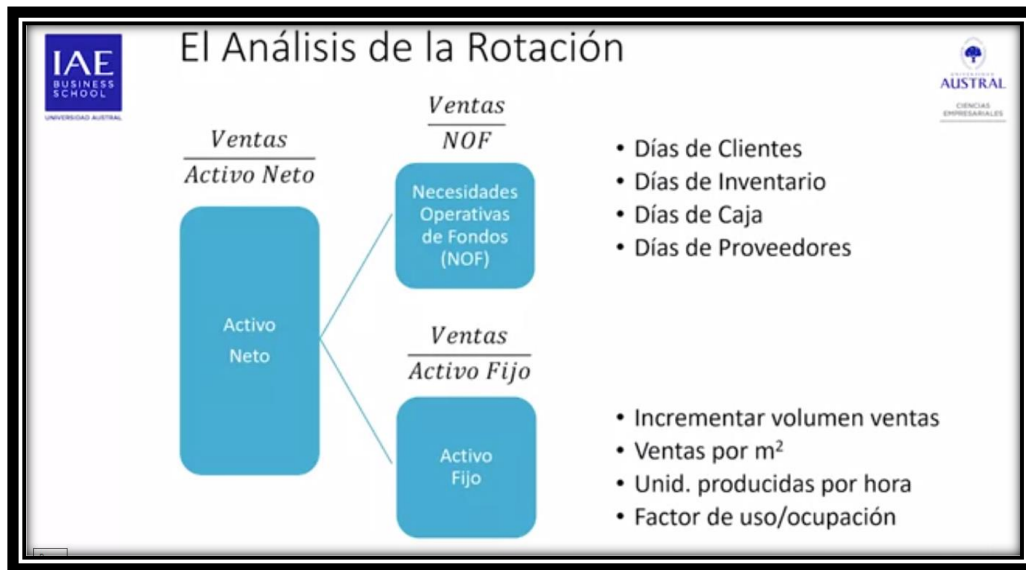 El Análisis de la Rotación
IAE
BUSINESS
SCHOOL
UNIVERSIDAD AUSTRAL
UNIVERSIDAD
AUSTRAL
CIENCIAS
EMPRESARIALES
Ventas
Activo Neto
Activo
Neto
Ventas
NOF
Necesidades
Operativas
de Fondos
(NOF)
• Días de Clientes
• Días de Inventario
• Días de Caja
• Días de Proveedores
Ventas
Activo Fijo
Activo
Fijo
• Incrementar volumen ventas
• Ventas por m²
• Unid. producidas por hora
• Factor de uso/ocupación